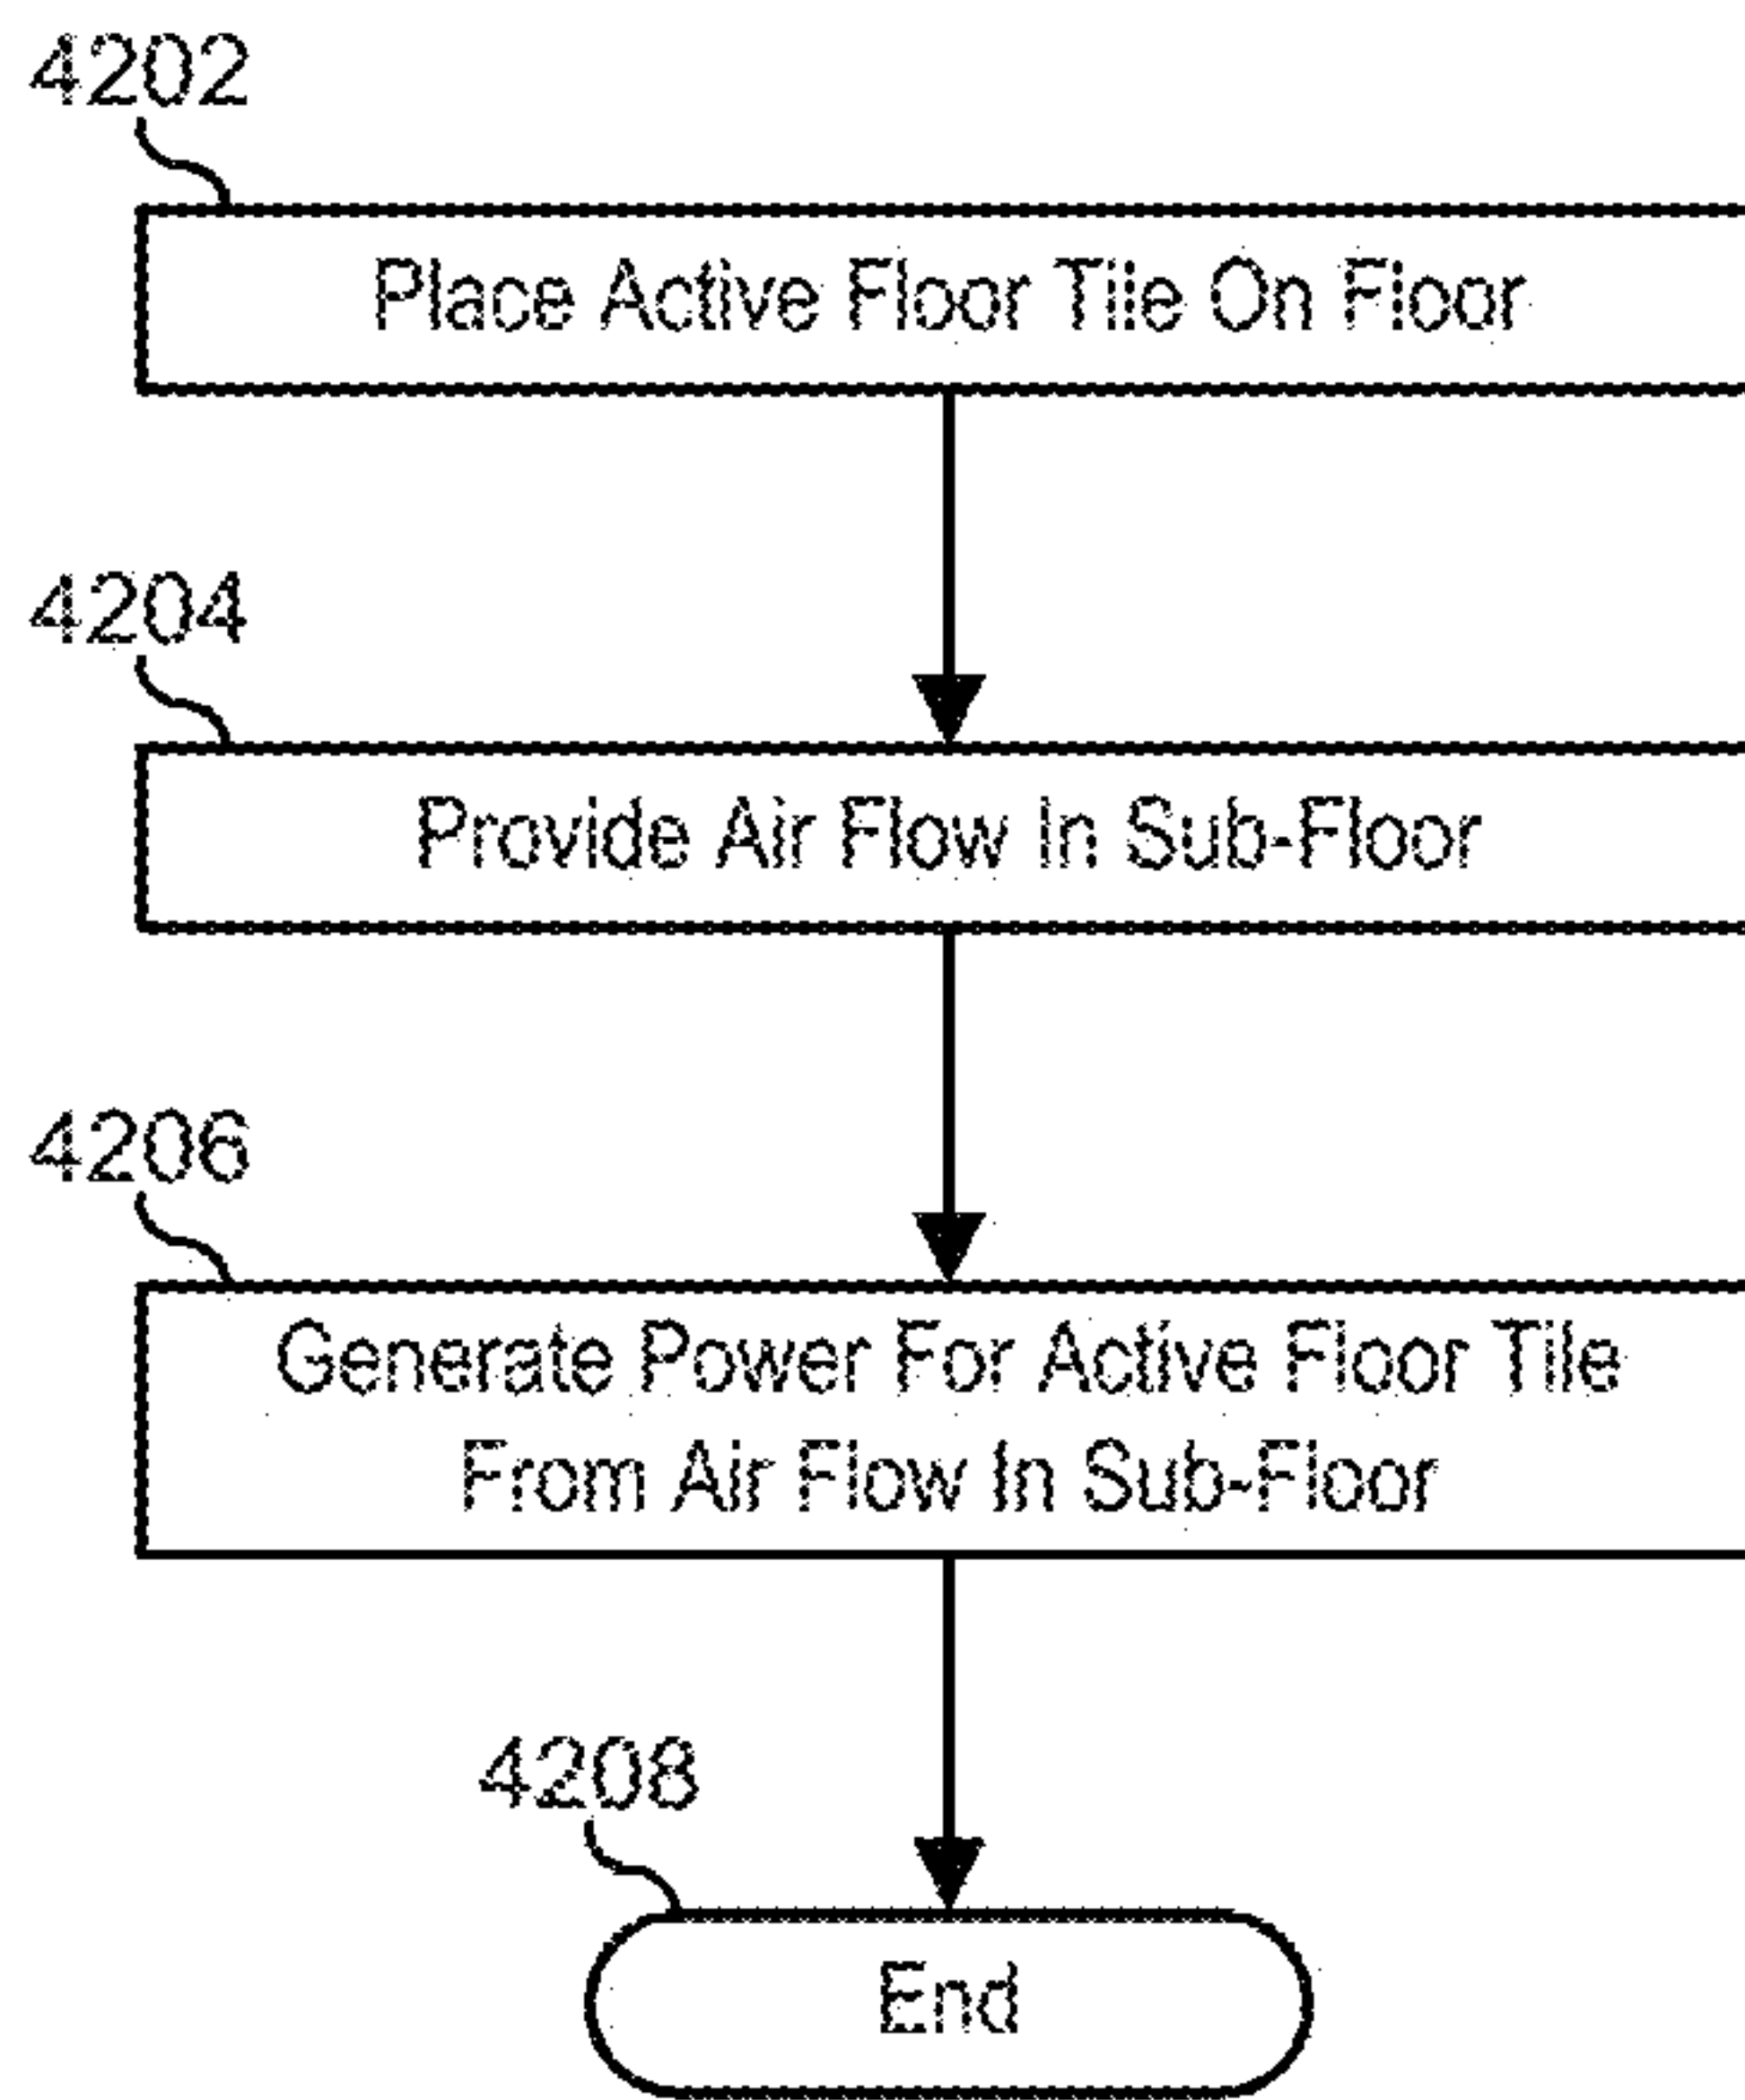 4202
Place Active Floor Tile On Floor
4204
Provide Air Flow In Sub-Floor
4206
Generate Power For Active Floor Tile
From Air Flow In Sub-Floor
4208
End